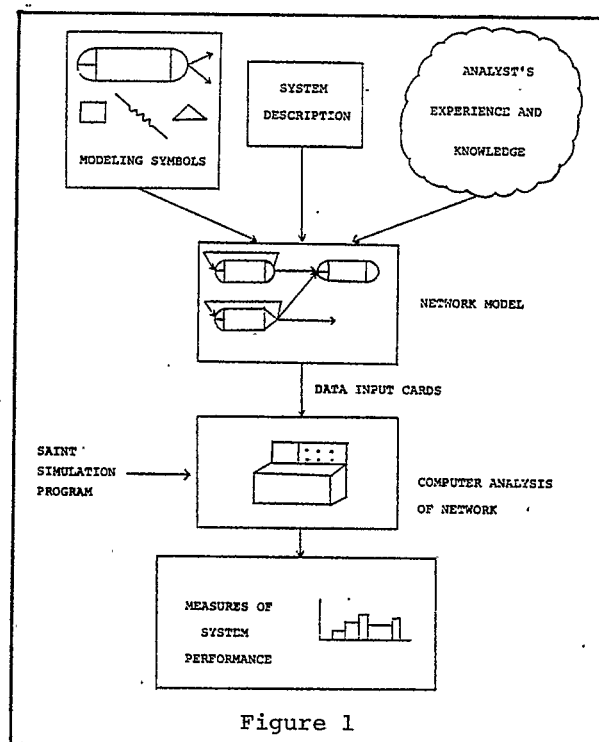 MODELING SYMBOLS
SYSTEM
DESCRIPTION
ANALYST'S
EXPERIENCE AND
KNOWLEDGE
NETWORK MODEL
DATA INPUT CARDS
SAINT
SIMULATION
PROGRAM
COMPUTER ANALYSIS
OF NETWORK
MEASURES OF
SYSTEM
PERFORMANCE
Figure 1